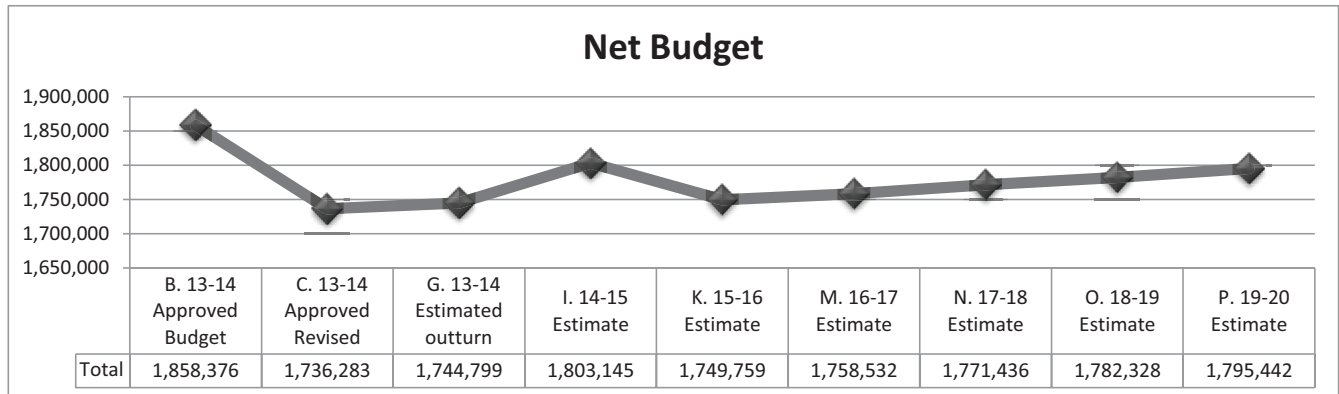 Net Budget
1,900,000
1,850,000
1,800,000
1,750,000
1,700,000
1,650,000
B. 13-14 Approved Budget
C. 13-14 Approved Revised
G. 13-14 Estimated outturn
I. 14-15 Estimate
K. 15-16 Estimate
M. 16-17 Estimate
N. 17-18 Estimate
O. 18-19 Estimate
P. 19-20 Estimate
Total 1,858,376 1,736,283 1,744,799 1,803,145 1,749,759 1,758,532 1,771,436 1,782,328 1,795,442